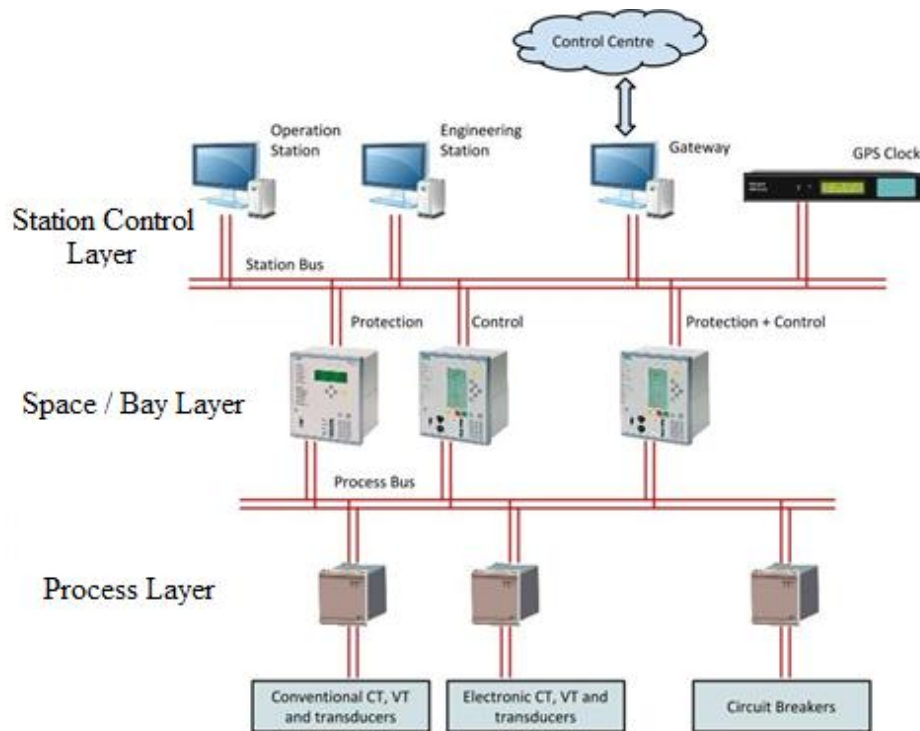 Control Centre
Operation
Station
Engineering
Station
Gateway
GPS Clock
Station Control
Layer
Station Bus
Protection
Control
Protection + Control
Space / Bay Layer
Process Bus
Process Layer
Conventional CT, VT
and transducers
Electronic CT, VT and
transducers
Circuit Breakers